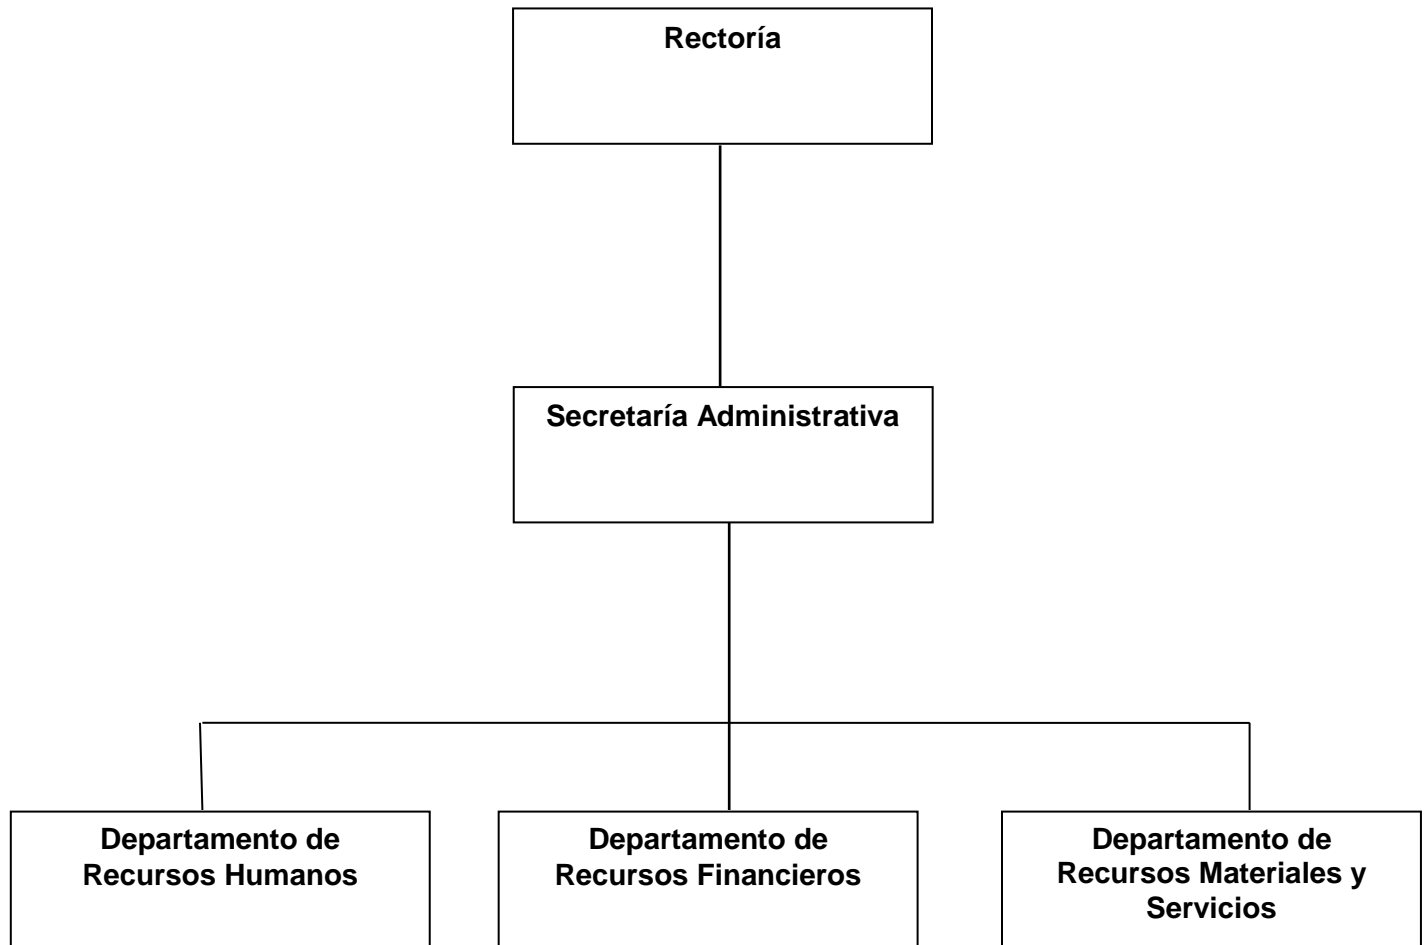 Rectoría
Secretaría Administrativa
Departamento de
Recursos Humanos
Departamento de
Recursos Financieros
Departamento de
Recursos Materiales y
Servicios